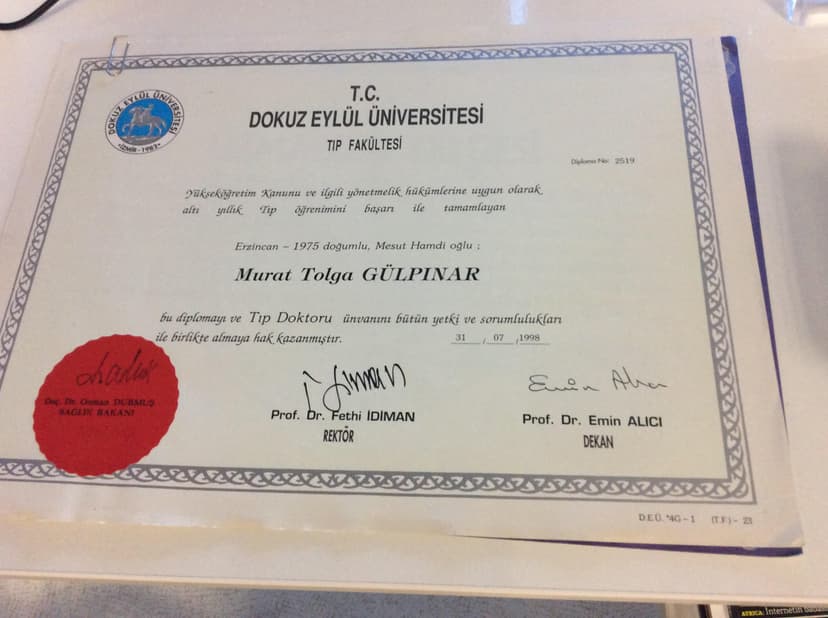 DOKUZ EYLÜL ÜNİVERSİTESİ
•İZMİR-1982•
T.C.
DOKUZ EYLÜL ÜNİVERSİTESİ
TIP FAKÜLTESİ
Diploma No: 2519
Yükseköğretim Kanunu ve ilgili yönetmelik hükümlerine uygun olarak
altı yıllık Tıp öğrenimini başarı ile tamamlayan
Erzincan – 1975 doğumlu, Mesut Hamdi oğlu ;
Murat Tolga GÜLPINAR
bu diplomayı ve Tıp Doktoru ünvanını bütün yetki ve sorumlulukları
ile birlikte almaya hak kazanmıştır.
31 / 07 / 1998
Doç. Dr. Osman DURMUŞ
SAĞLIK BAKANI
Prof. Dr. Fethi İDİMAN
REKTÖR
Emin Alıcı
Prof. Dr. Emin ALICI
DEKAN
D.E.Ü. *4G – 1 (T.F.) – 23
AFRICA: İnternetin